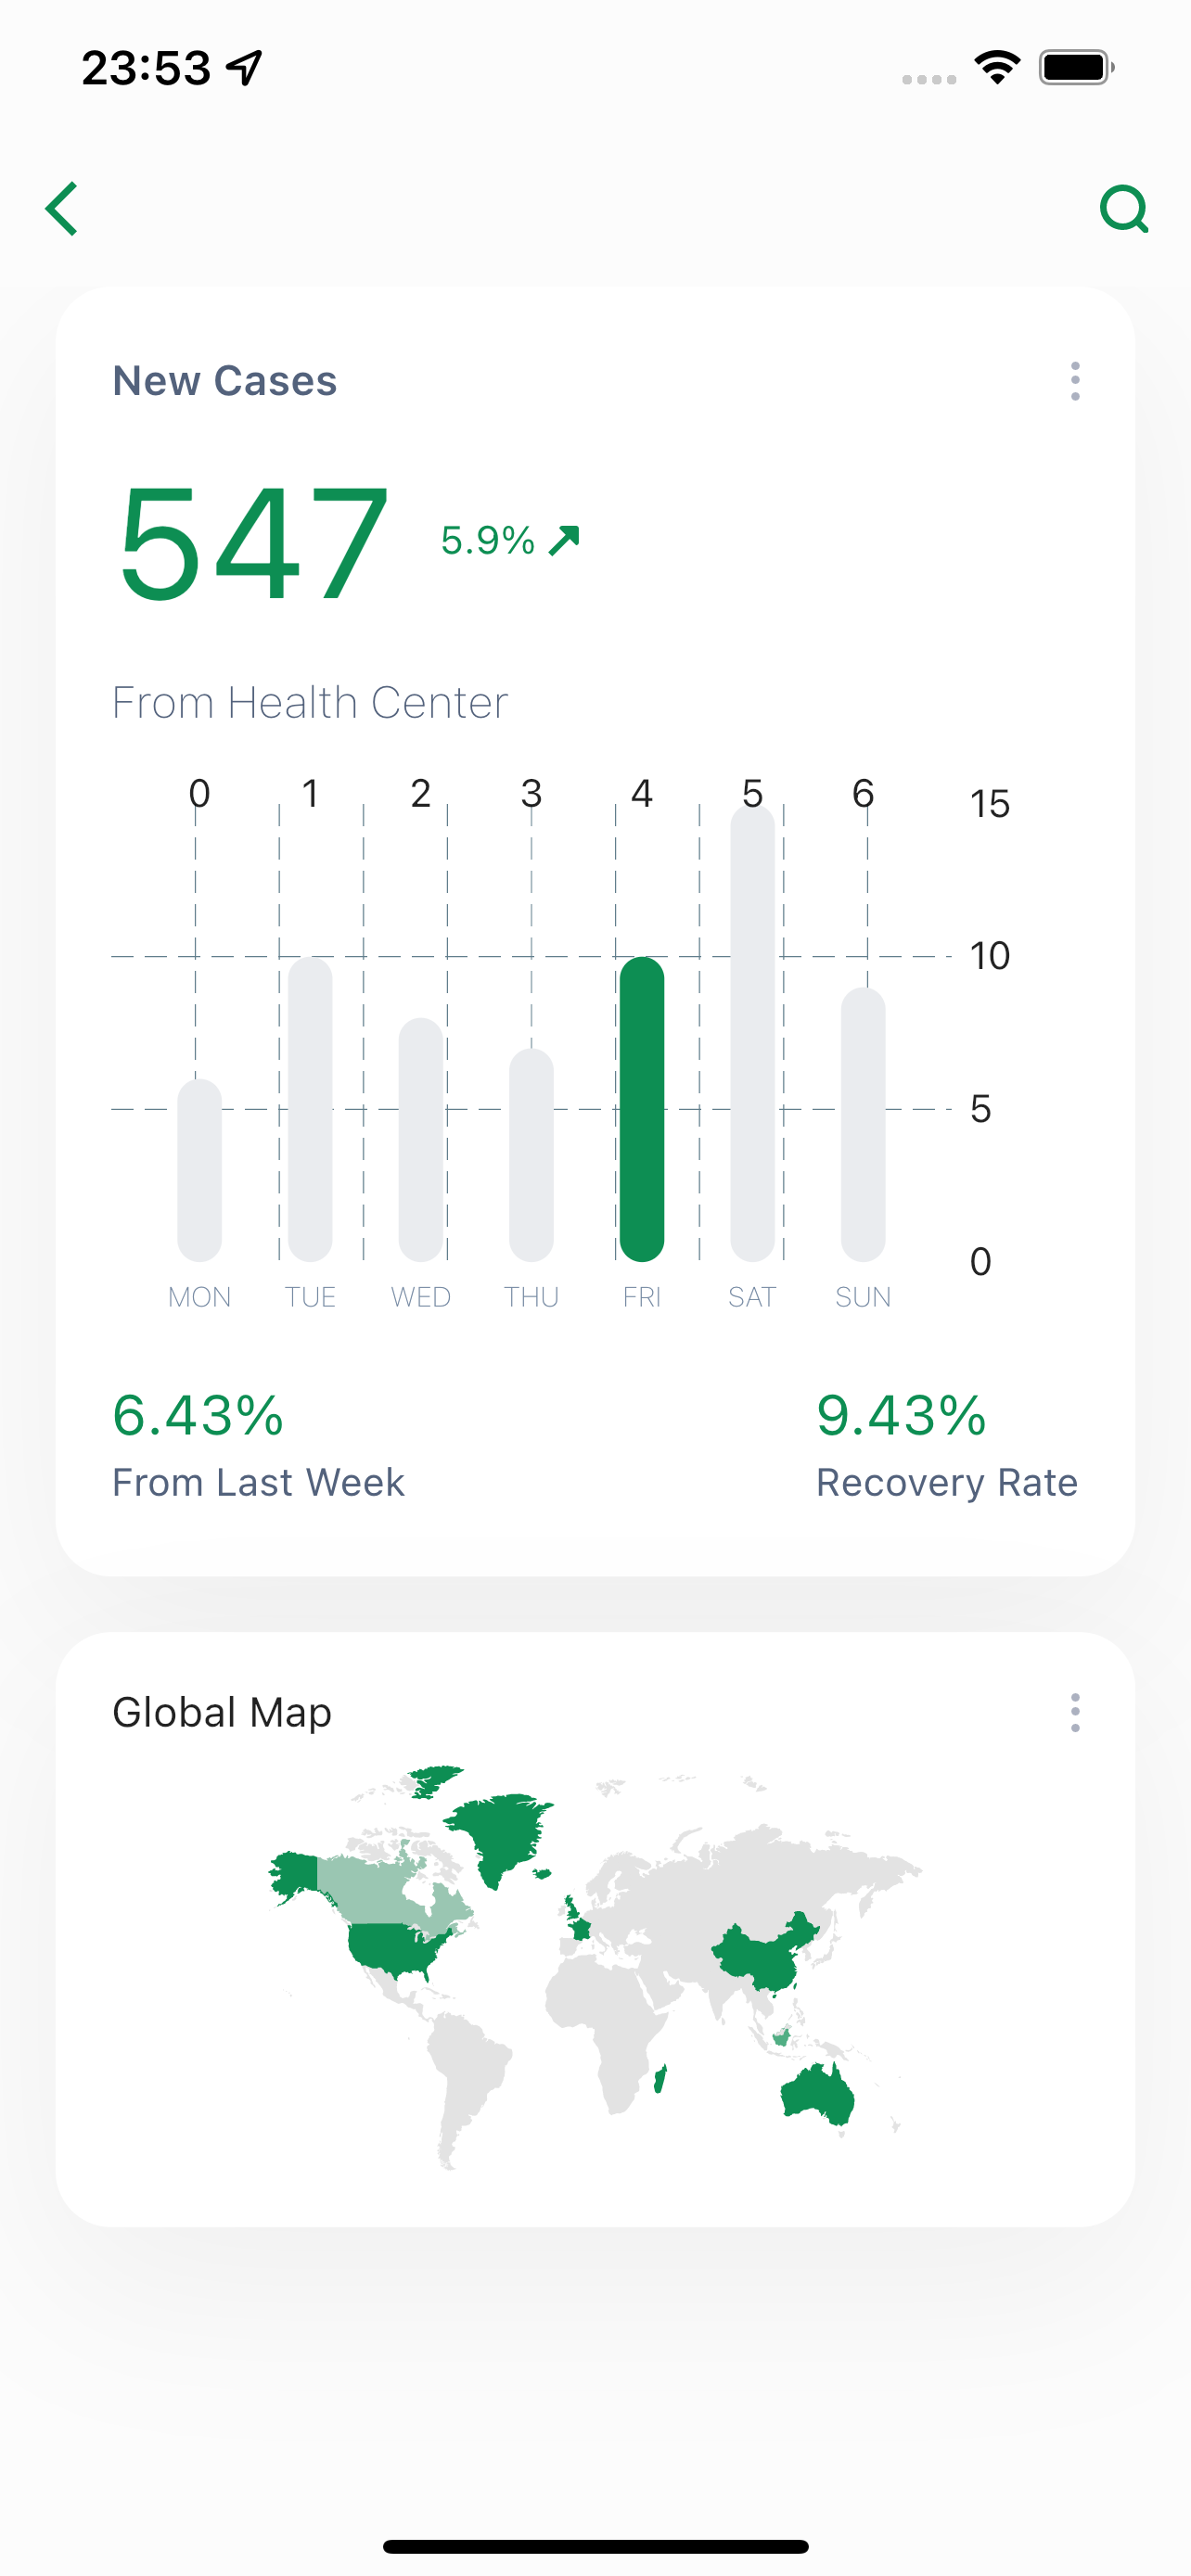 23:53
New Cases
547 5.9%
From Health Center
0 1 2 3 4 5 6
15
10
5
0
MON TUE WED THU FRI SAT SUN
6.43% 9.43%
From Last Week Recovery Rate
Global Map